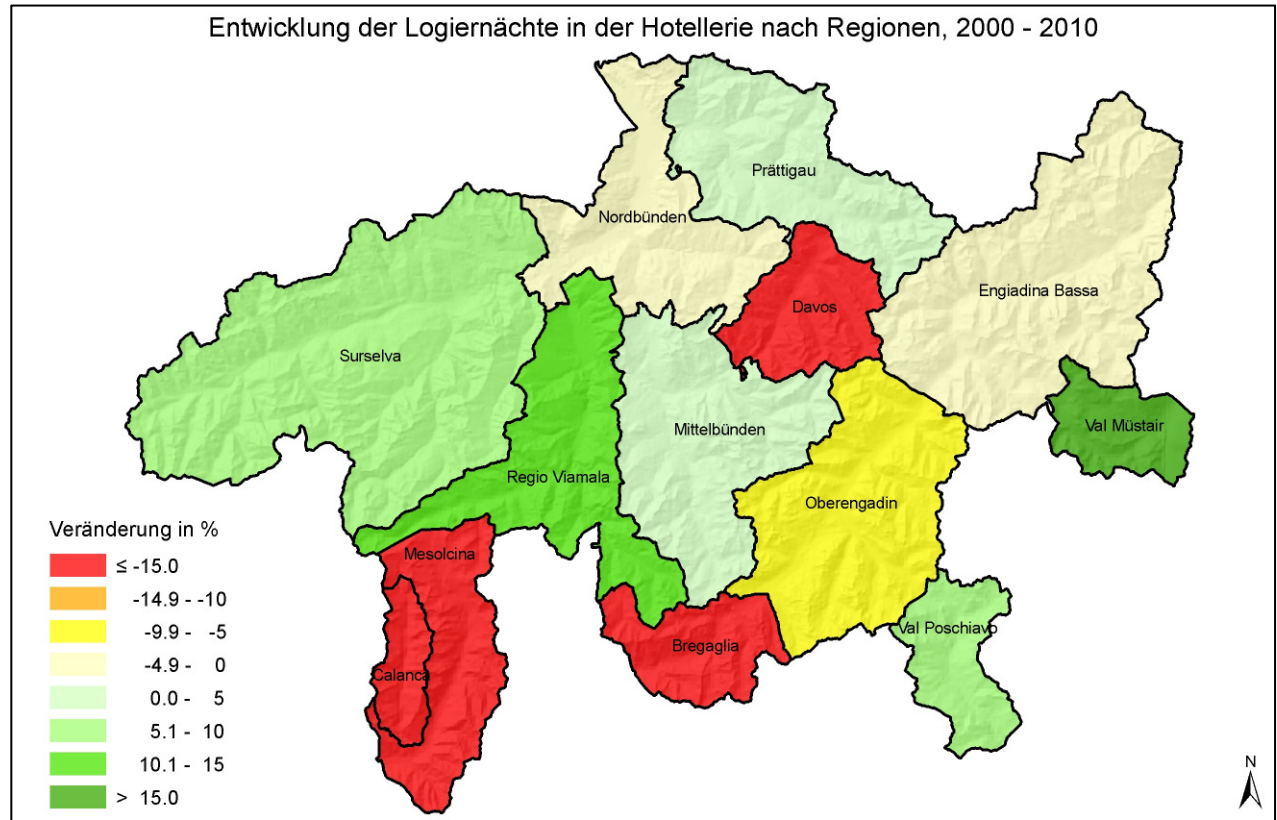 Entwicklung der Logiernächte in der Hotellerie nach Regionen, 2000 - 2010
Prättigau
Nordbünden
Engiadina Bassa
Davos
Surselva
Val Müstair
Mittelbünden
Regio Viamala
Oberengadin
Mesolcina
Val Poschiavo
Bregaglia
Calanca
Veränderung in %
≤ -15.0
-14.9 - -10
-9.9 - -5
-4.9 - 0
0.0 - 5
5.1 - 10
10.1 - 15
> 15.0
N